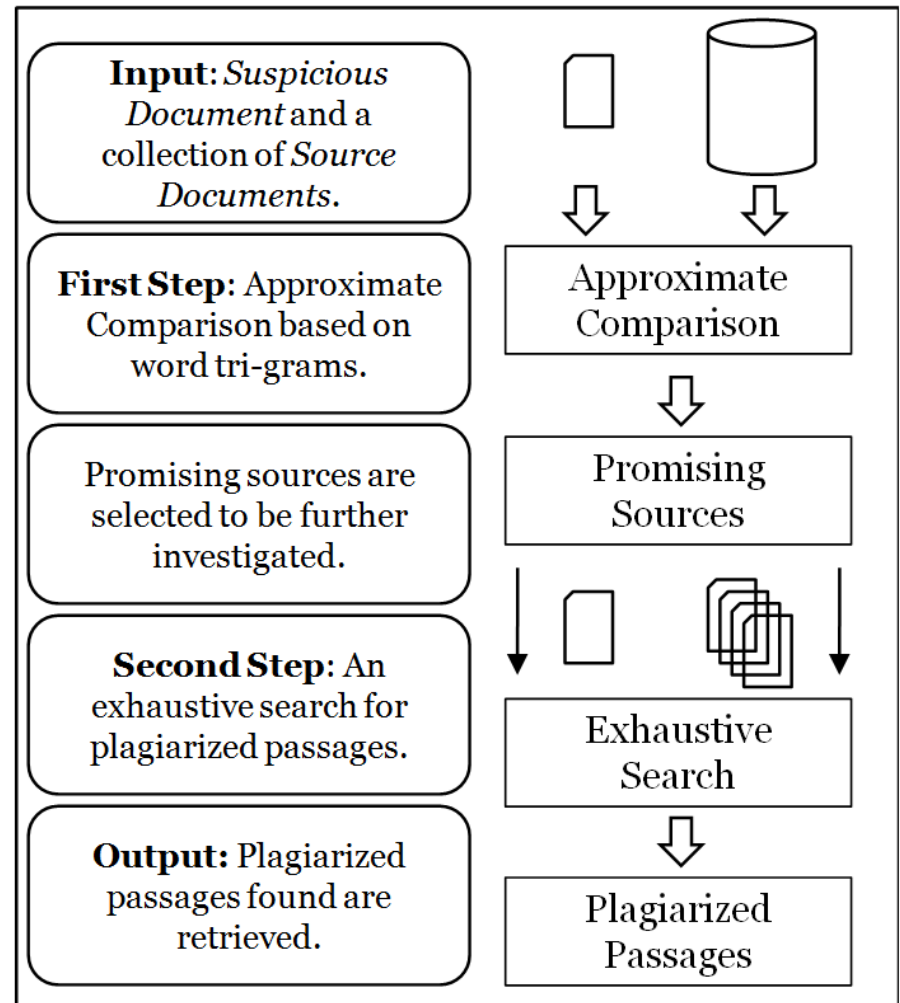 Input: Suspicious
Document and a
collection of Source
Documents.
First Step: Approximate
Comparison based on
word tri-grams.
Approximate
Comparison
Promising sources are
selected to be further
investigated.
Promising
Sources
Second Step: An
exhaustive search for
plagiarized passages.
Exhaustive
Search
Output: Plagiarized
passages found are
retrieved.
Plagiarized
Passages